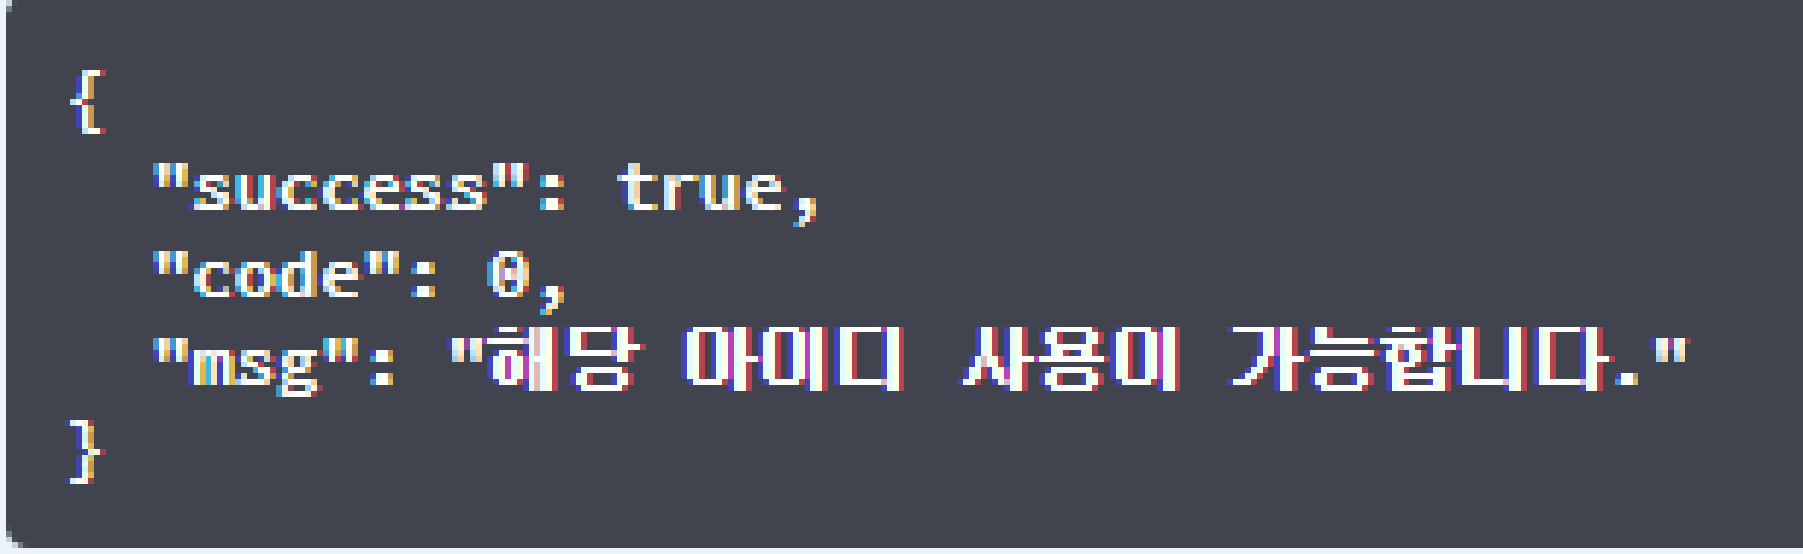 {
"success": true,
"code": 0,
"msg": "해당 아이디 사용이 가능합니다."
}